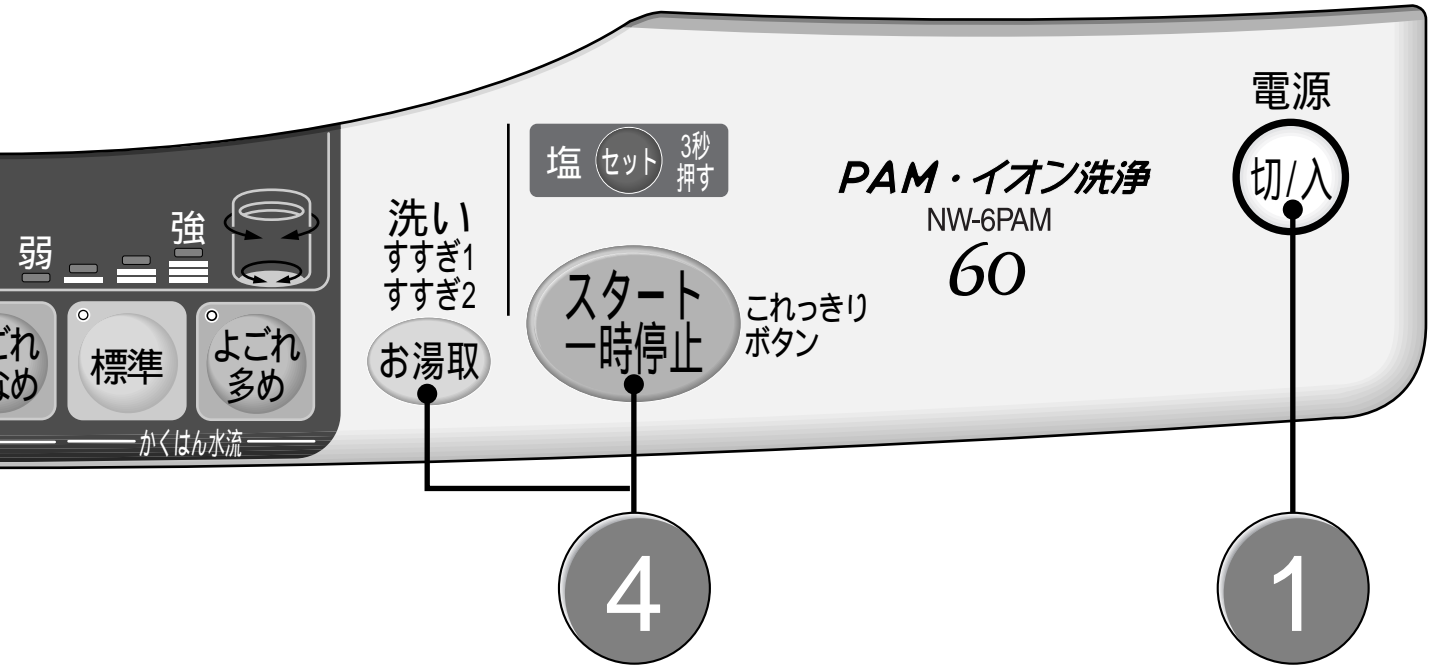 電源
切/入
塩
セット
3秒
押す
PAM・イオン洗浄
NW-6PAM
60
洗い
すすぎ1
すすぎ2
お湯取
スタート
一時停止
これっきり
ボタン
弱
強
標準
よごれ
多め
かくはん水流
4
1